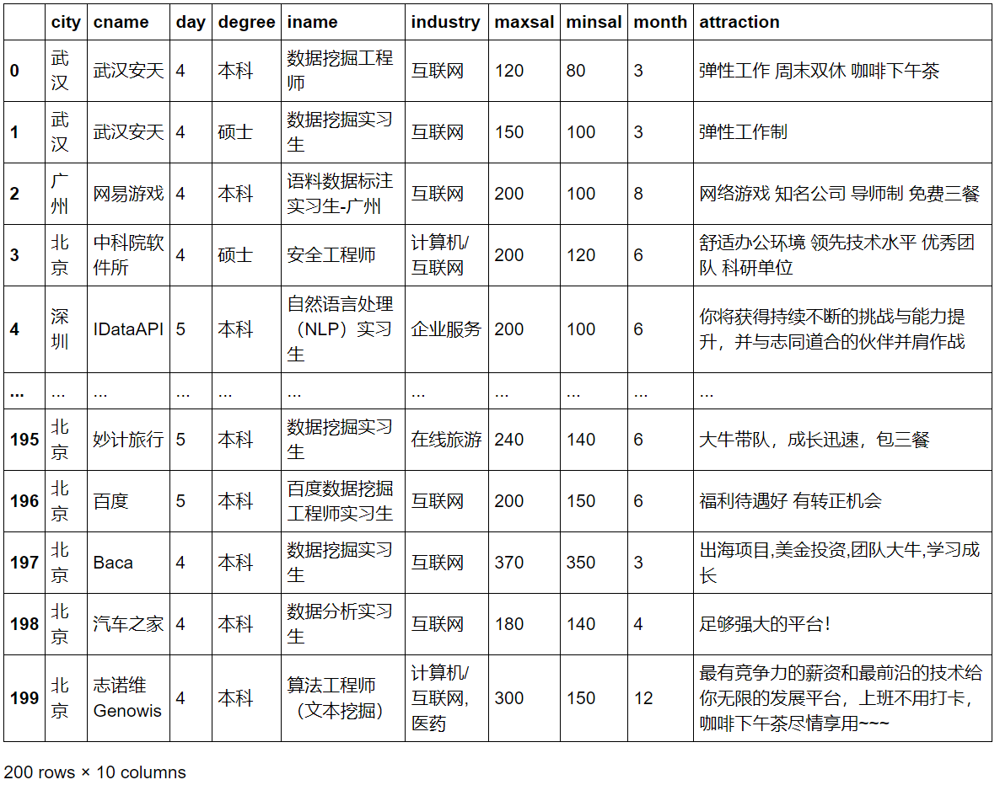 city cname day degree iname industry maxsal minsal month attraction
0 武汉 武汉安天 4 本科 数据挖掘工程师 互联网 120 80 3 弹性工作 周末双休 咖啡下午茶
1 武汉 武汉安天 4 硕士 数据挖掘实习生 互联网 150 100 3 弹性工作制
2 广州 网易游戏 4 本科 语料数据标注实习生-广州 互联网 200 100 8 网络游戏 知名公司 导师制 免费三餐
3 北京 中科院软件所 4 硕士 安全工程师 计算机/互联网 200 120 6 舒适办公环境 领先技术水平 优秀团队 科研单位
4 深圳 IDataAPI 5 本科 自然语言处理（NLP）实习生 企业服务 200 100 6 你将获得持续不断的挑战与能力提升，并与志同道合的伙伴并肩作战
... ... ... ... ... ... ... ... ... ... ...
195 北京 妙计旅行 5 本科 数据挖掘实习生 在线旅游 240 140 6 大牛带队，成长迅速，包三餐
196 北京 百度 5 本科 百度数据挖掘工程师实习生 互联网 200 150 6 福利待遇好 有转正机会
197 北京 Baca 4 本科 数据挖掘实习生 互联网 370 350 3 出海项目,美金投资,团队大牛,学习成长
198 北京 汽车之家 4 本科 数据分析实习生 互联网 180 140 4 足够强大的平台！
199 北京 志诺维Genowis 4 本科 算法工程师（文本挖掘） 计算机/互联网,医药 300 150 12 最有竞争力的薪资和最前沿的技术给你无限的发展平台，上班不用打卡，咖啡下午茶尽情享用~~~
200 rows × 10 columns